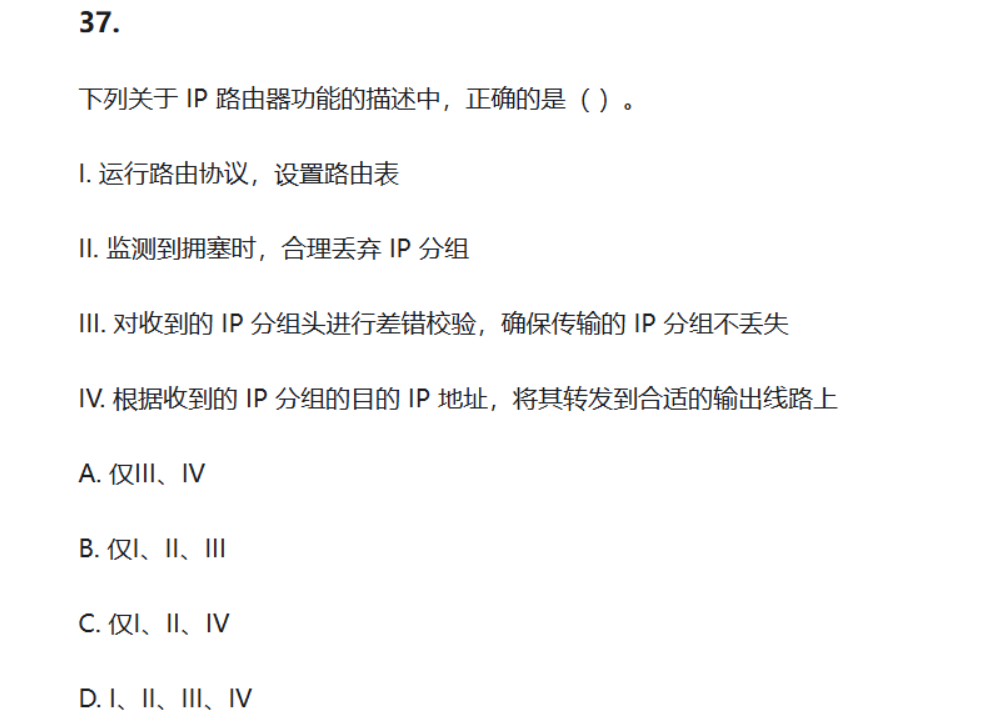 37.
下列关于 IP 路由器功能的描述中，正确的是（ ）。
I. 运行路由协议，设置路由表
II. 监测到拥塞时，合理丢弃 IP 分组
III. 对收到的 IP 分组头进行差错校验，确保传输的 IP 分组不丢失
IV. 根据收到的 IP 分组的目的 IP 地址，将其转发到合适的输出线路上
A. 仅III、IV
B. 仅I、II、III
C. 仅I、II、IV
D. I、II、III、IV